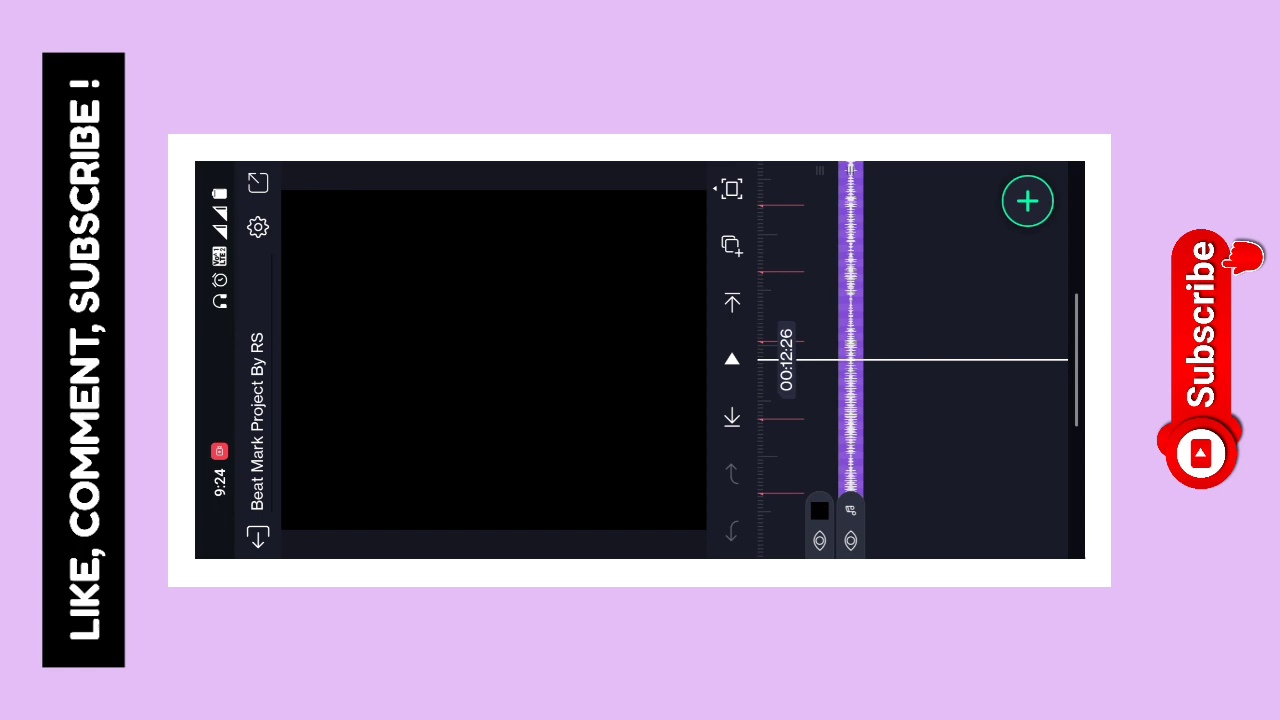 LIKE, COMMENT, SUBSCRIBE !
9:24
Beat Mark Project By RS
00:12:26
Subscribe